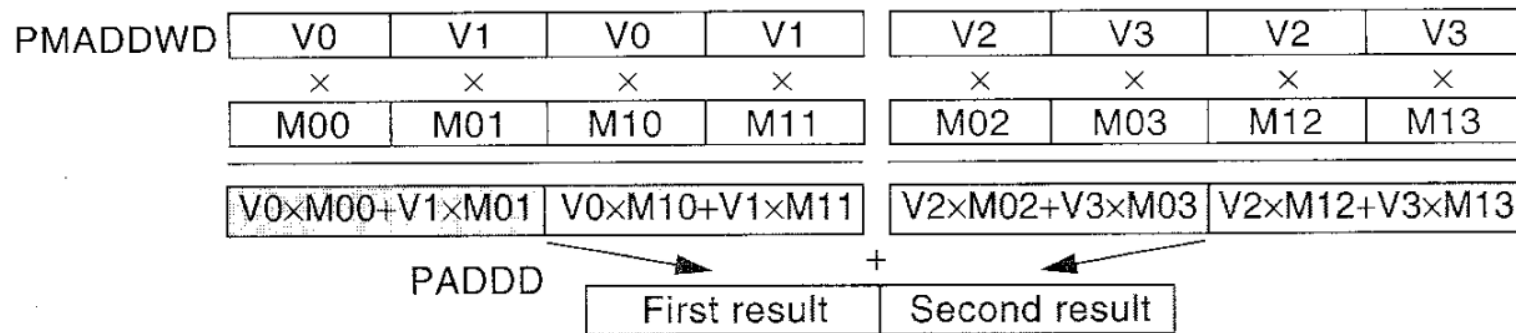 PMADDWD V0 V1 V0 V1 V2 V3 V2 V3
× × × × × × × ×
M00 M01 M10 M11 M02 M03 M12 M13
V0×M00+V1×M01 V0×M10+V1×M11 V2×M02+V3×M03 V2×M12+V3×M13
+
PADDD
First result Second result